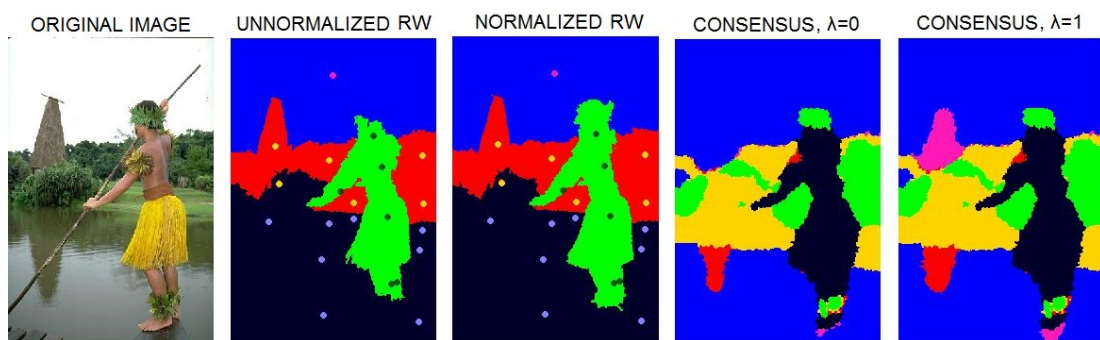 ORIGINAL IMAGE
UNNORMALIZED RW
NORMALIZED RW
CONSENSUS, λ=0
CONSENSUS, λ=1